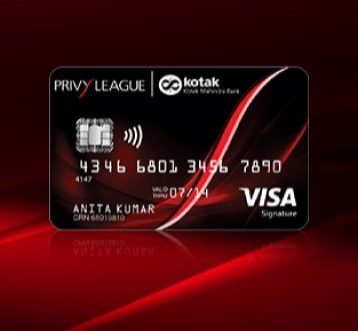 PRIVY LEAGUE kotak
Kotak Mahindra Bank
4346 6801 3456 7890
4147
VALID THRU 07/14
VISA
ANITA KUMAR
Signature
CRN:68019810